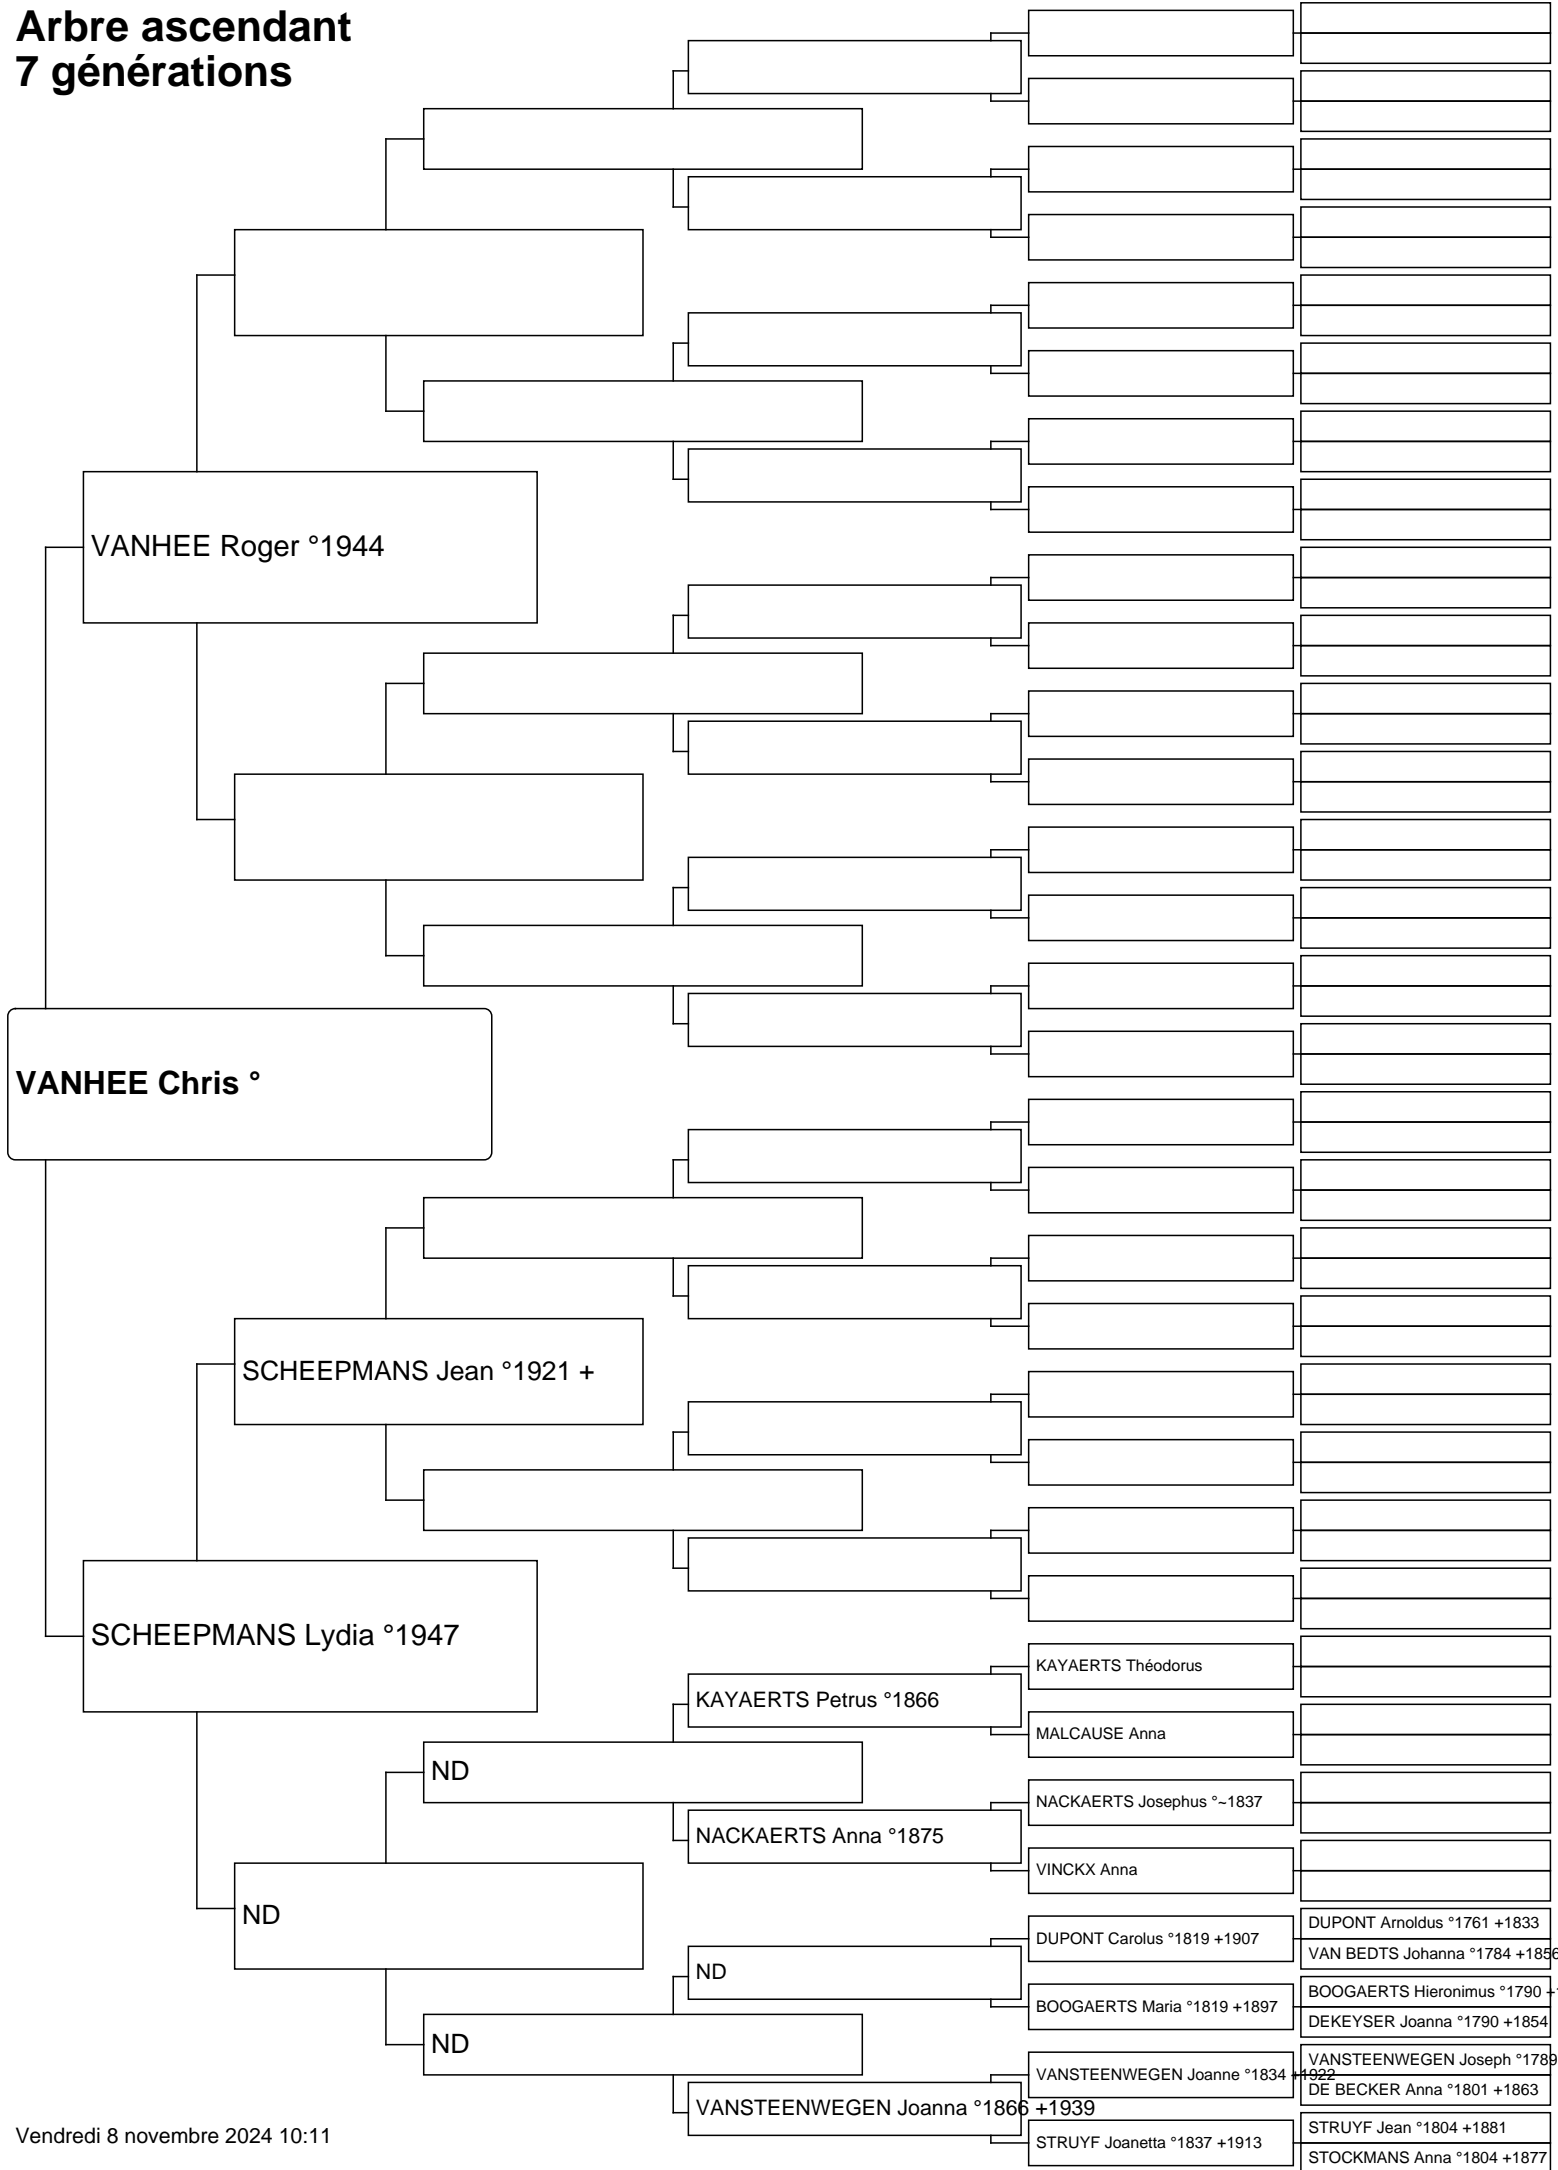 Arbre ascendant
7 générations
VANHEE Roger °1944
VANHEE Chris °
SCHEEPMANS Jean °1921 +
SCHEEPMANS Lydia °1947
KAYAERTS Théodorus
KAYAERTS Petrus °1866
MALCAUSE Anna
ND
NACKAERTS Josephus °~1837
NACKAERTS Anna °1875
VINCKX Anna
ND
DUPONT Arnoldus °1761 +1833
DUPONT Carolus °1819 +1907
VAN BEDTS Johanna °1784 +1856
ND
BOOGAERTS Hieronimus °1790 +
BOOGAERTS Maria °1819 +1897
DEKEYSER Joanna °1790 +1854
ND
VANSTEENWEGEN Joseph °1789
VANSTEENWEGEN Joanne °1834 +1922
DE BECKER Anna °1801 +1863
VANSTEENWEGEN Joanna °1866 +1939
STRUYF Jean °1804 +1881
STRUYF Joanetta °1837 +1913
STOCKMANS Anna °1804 +1877
Vendredi 8 novembre 2024 10:11